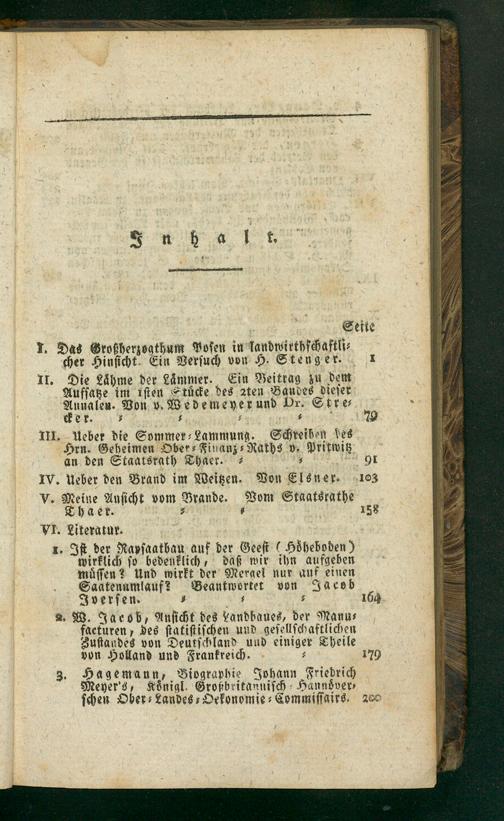 Inhalt.
Seite
I. Das Großherzogthum Posen in landwirthschaftli-
cher Hinsicht. Ein Versuch von H. Stenger. 1
II. Die Lähme der Lämmer. Ein Beitrag zu dem
Aufsatze im 1sten Stücke des 2ten Bandes dieser
Annalen. Von v. Wedemeyer und Dr. Stre-
cker. 79
III. Ueber die Sommer-Lammung. Schreiben des
Hrn. Geheimen Ober-Finanz-Raths v. Pritwitz
an den Staatsrath Thaer. 91
IV. Ueber den Brand im Weitzen. Von Elsner. 103
V. Meine Ansicht vom Brande. Vom Staatsrathe
Thaer. 158
VI. Literatur.
1. Ist der Rapsaatbau auf der Geest (Höheboden)
wirklich so bedenklich, daß wir ihn aufgeben
müssen? Und wirkt der Mergel nur auf einen
Saatenumlauf? Beantwortet von Jacob
Iversen. 164
2. W. Jacob, Ansicht des Landbaues, der Manu-
facturen, des statistischen und gesellschaftlichen
Zustandes von Deutschland und einiger Theile
von Holland und Frankreich. 179
3. Hagemann, Biographie Johann Friedrich
Meyer's, Königl. Großbritannisch-Hannöver-
schen Ober-Landes-Oekonomie-Commissairs. 200